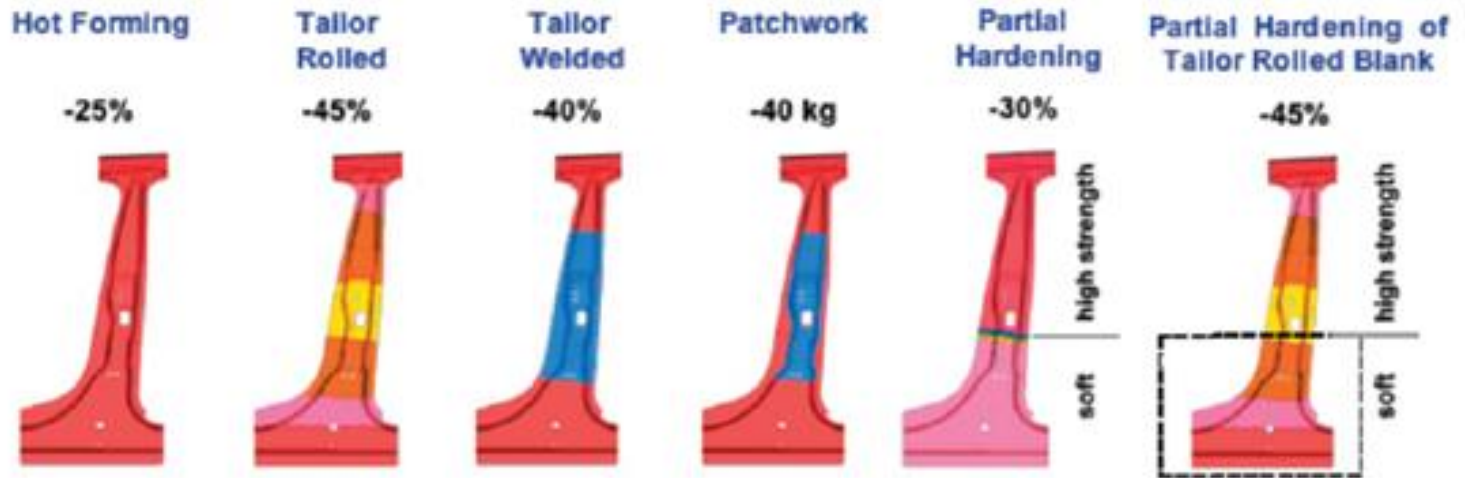 Hot Forming
-25%
Tailor
Rolled
-45%
Tailor
Welded
-40%
Patchwork
-40 kg
Partial
Hardening
-30%
high strength
soft
Partial Hardening of
Tailor Rolled Blank
-45%
high strength
soft